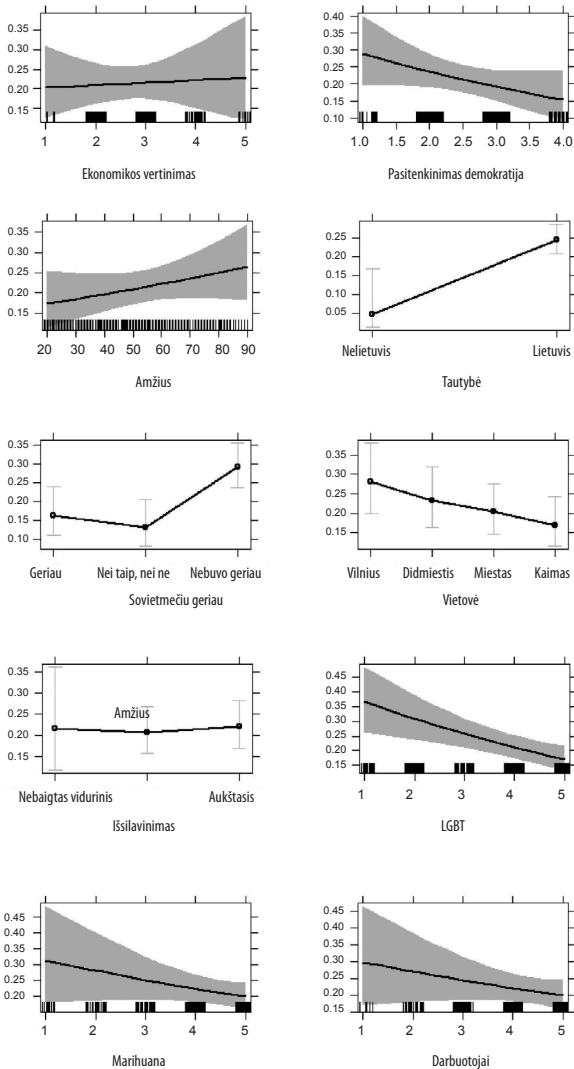 0.35
0.30
0.25
0.20
0.15
1 2 3 4 5
Ekonomikos vertinimas
0.40
0.35
0.30
0.25
0.20
0.15
0.10
1.0 1.5 2.0 2.5 3.0 3.5 4.0
Pasitenkinimas demokratija
0.35
0.30
0.25
0.20
0.15
20 30 40 50 60 70 80 90
Amžius
0.25
0.20
0.15
0.10
0.05
Nelietuvis Lietuvis
Tautybė
0.35
0.30
0.25
0.20
0.15
0.10
Geriau Nei taip, nei ne Nebuvo geriau
Sovietmečiu geriau
0.35
0.30
0.25
0.20
0.15
Vilnius Didmiestis Miestas Kaimas
Vietovė
0.35
0.30
0.25
0.20
0.15
Amžius
Nebaigtas vidurinis Aukštasis
Išsilavinimas
0.45
0.40
0.35
0.30
0.25
0.20
0.15
1 2 3 4 5
LGBT
0.45
0.40
0.35
0.30
0.25
0.20
1 2 3 4 5
Marihuana
0.45
0.40
0.35
0.30
0.25
0.20
0.15
1 2 3 4 5
Darbuotojai